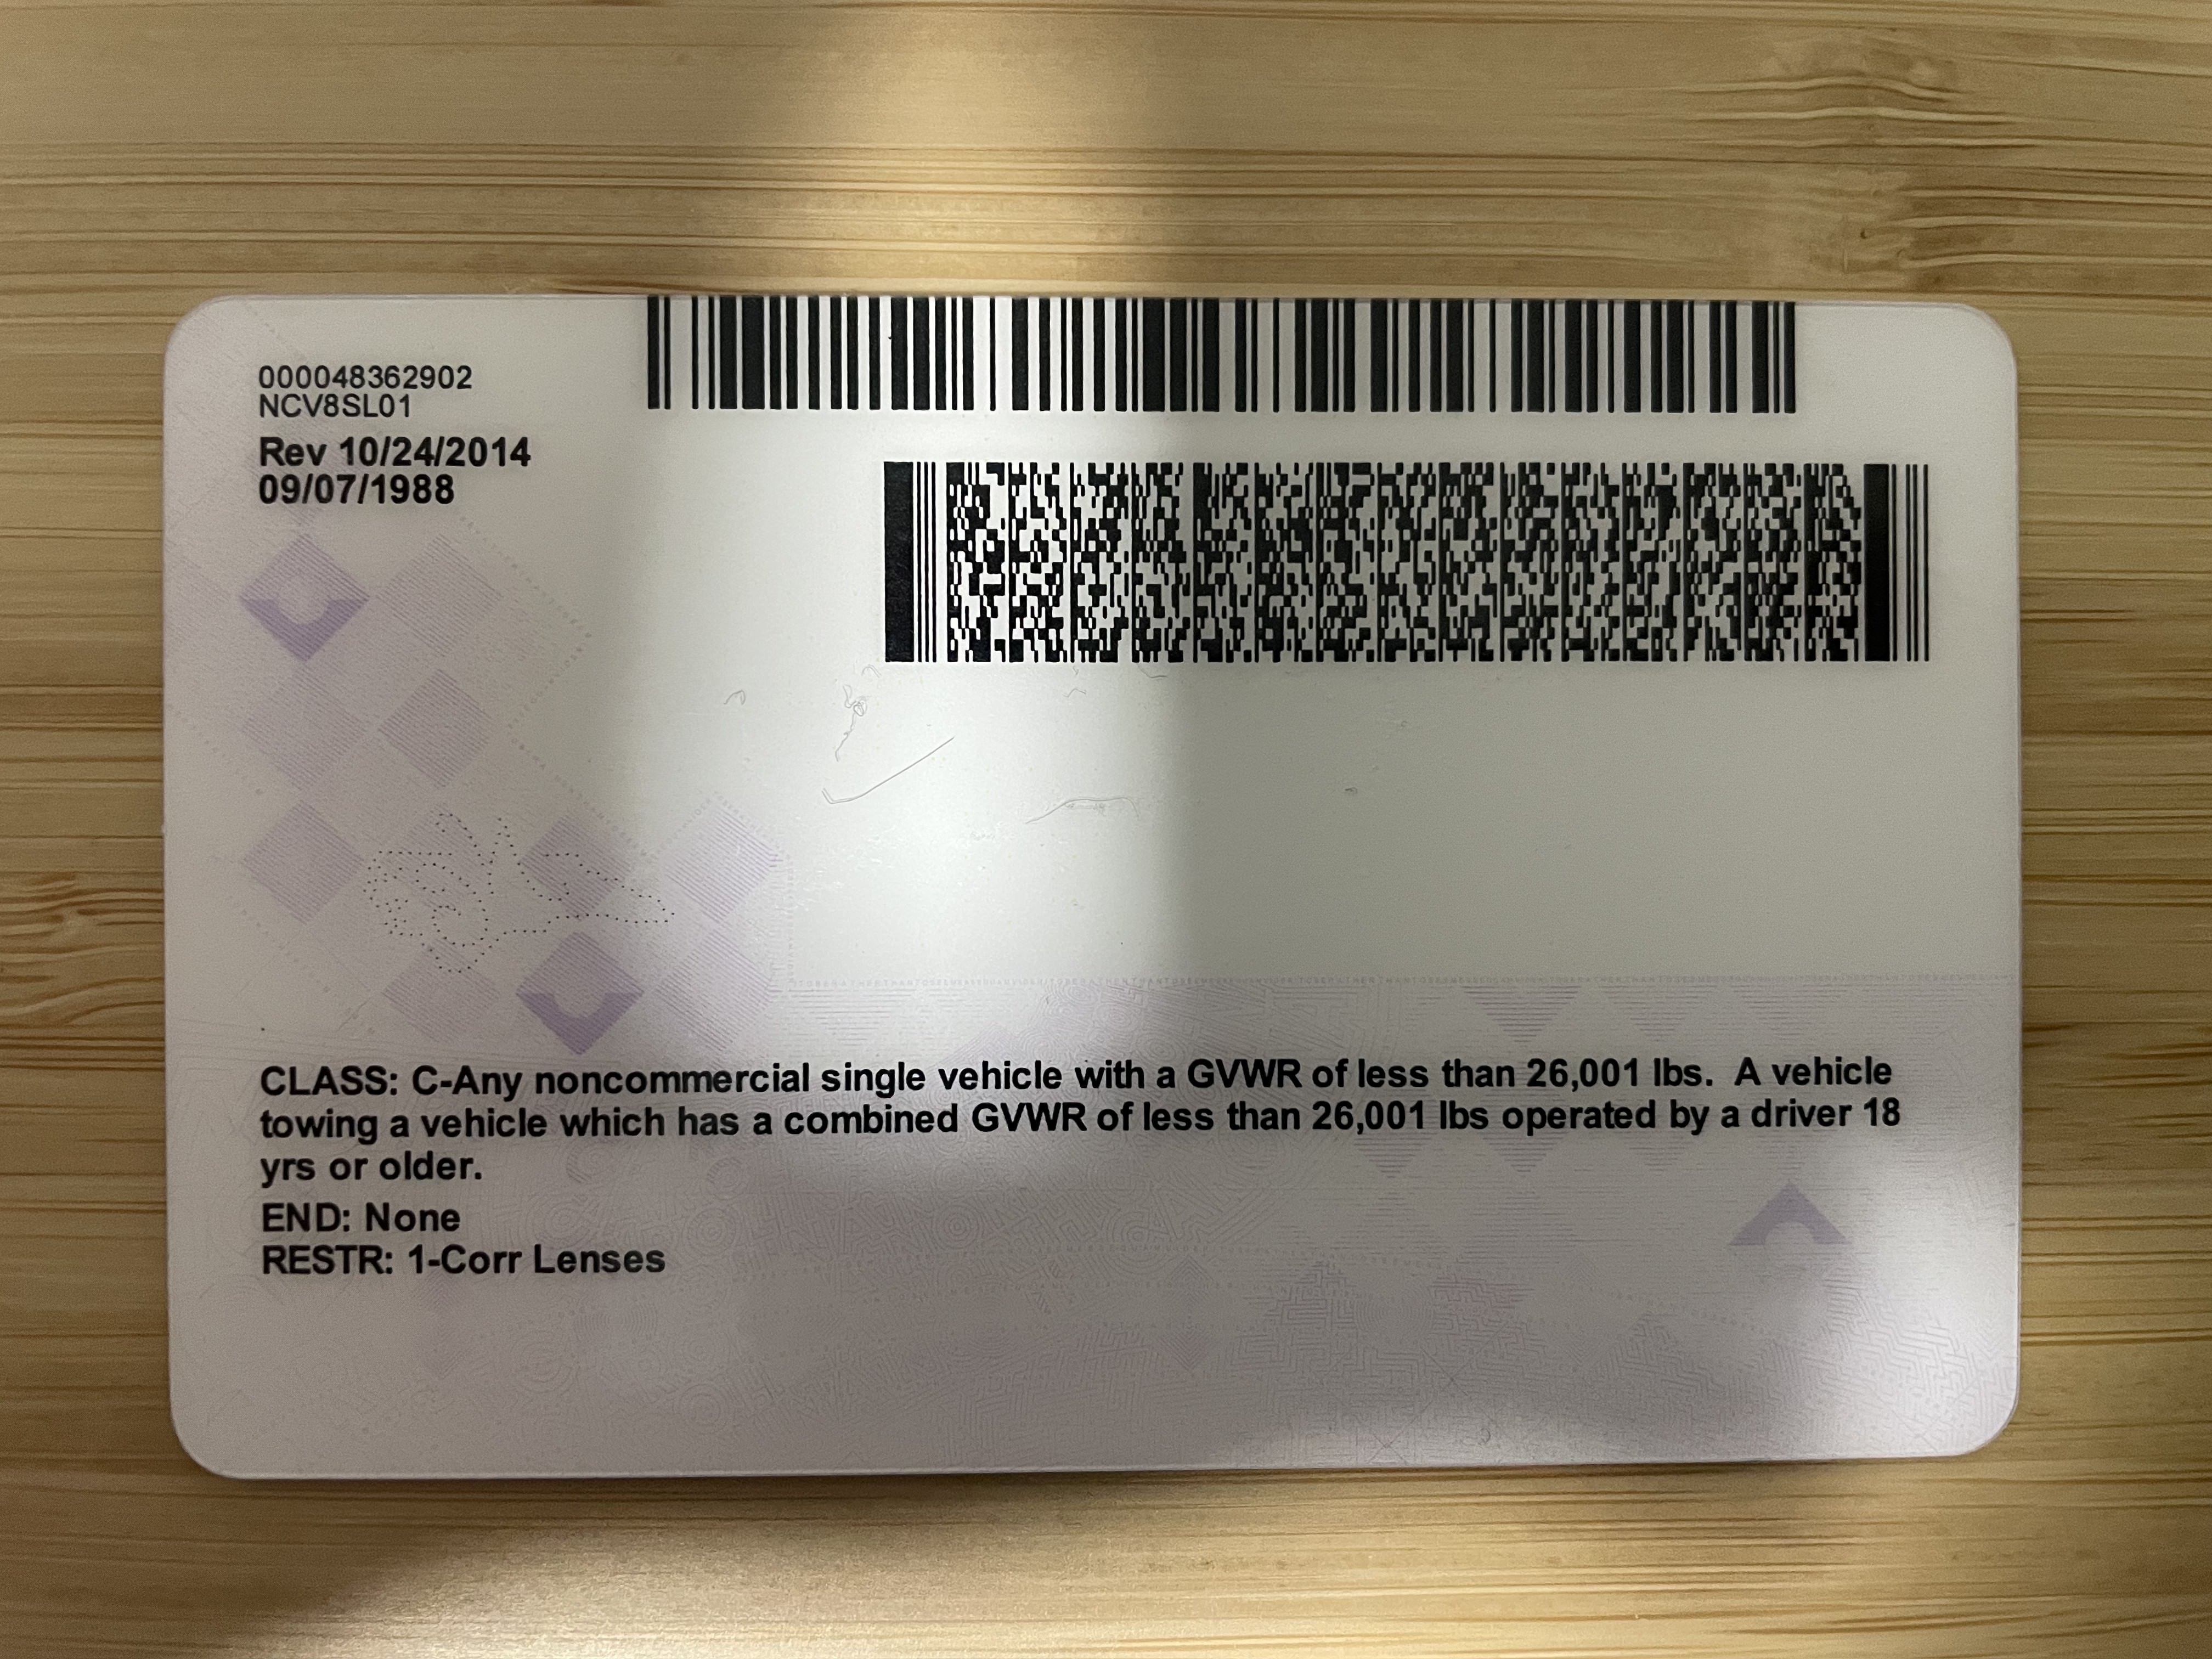 000048362902
NCV8SL01
Rev 10/24/2014
09/07/1988
CLASS: C-Any noncommercial single vehicle with a GVWR of less than 26,001 lbs. A vehicle
towing a vehicle which has a combined GVWR of less than 26,001 lbs operated by a driver 18
yrs or older.
END: None
RESTR: 1-Corr Lenses